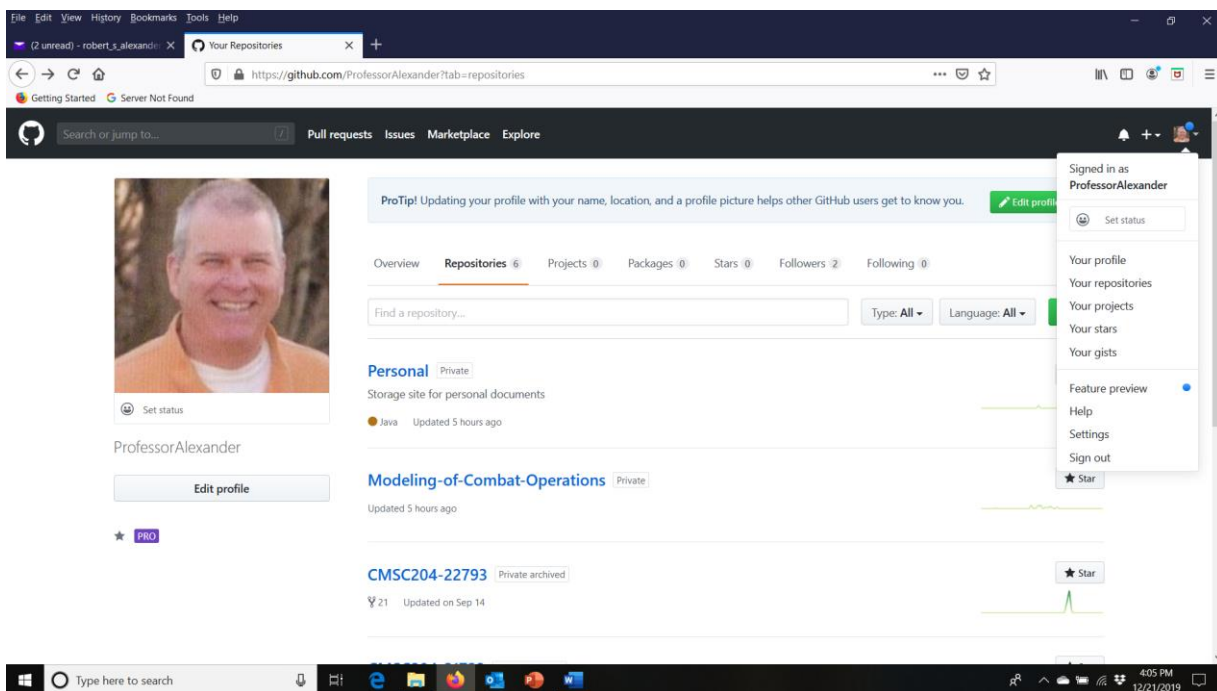 File Edit View History Bookmarks Tools Help
(2 unread) - robert_s_alexander
Your Repositories
https://github.com/ProfessorAlexander?tab=repositories
Getting Started Server Not Found
Search or jump to... /
Pull requests Issues Marketplace Explore
Signed in as
ProfessorAlexander
Set status
Your profile
Your repositories
Your projects
Your stars
Your gists
Feature preview
Help
Settings
Sign out
ProTip! Updating your profile with your name, location, and a profile picture helps other GitHub users get to know you.
Edit profile
Overview Repositories 6 Projects 0 Packages 0 Stars 0 Followers 2 Following 0
Find a repository...
Type: All Language: All
Personal Private
Storage site for personal documents
Java Updated 5 hours ago
Set status
ProfessorAlexander
Edit profile
PRO
Modeling-of-Combat-Operations Private
Star
Updated 5 hours ago
CMSC204-22793 Private archived
Star
21 Updated on Sep 14
Type here to search
4:05 PM
12/21/2019